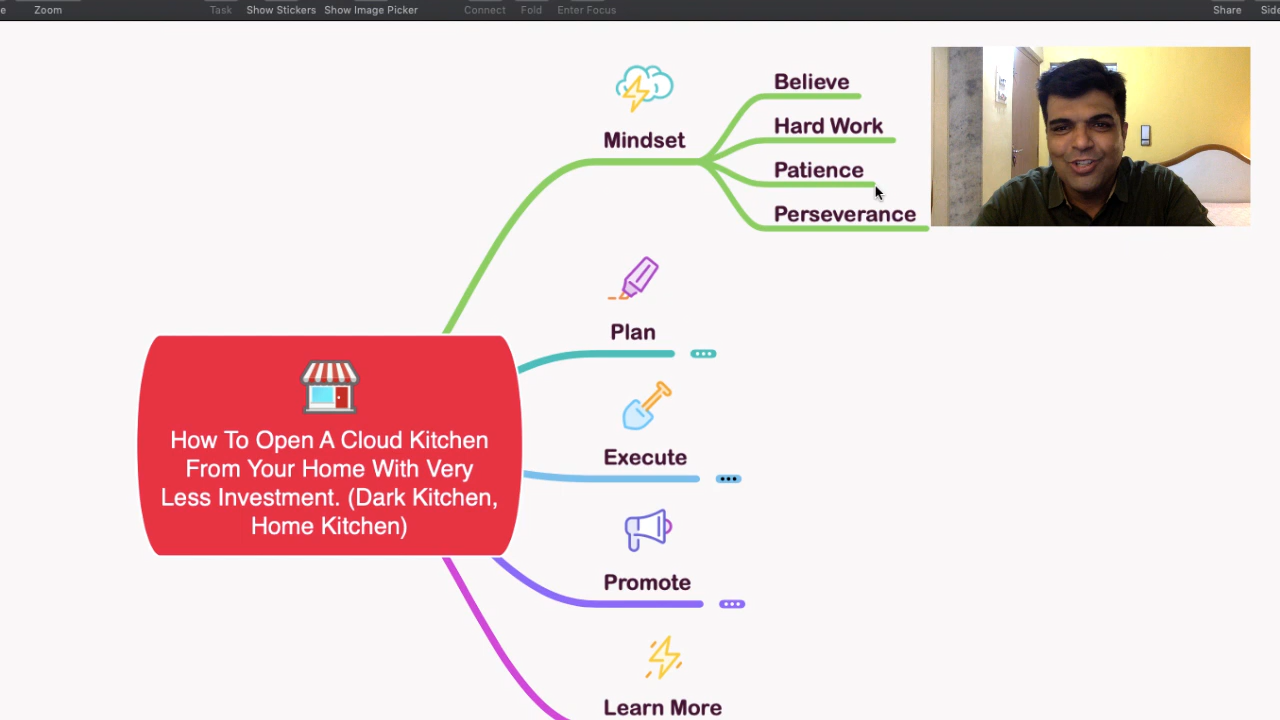 Zoom
Task
Show Stickers
Show Image Picker
Connect
Fold
Enter Focus
Share
Mindset
Believe
Hard Work
Patience
Perseverance
Plan
Execute
Promote
Learn More
How To Open A Cloud Kitchen
From Your Home With Very
Less Investment. (Dark Kitchen,
Home Kitchen)